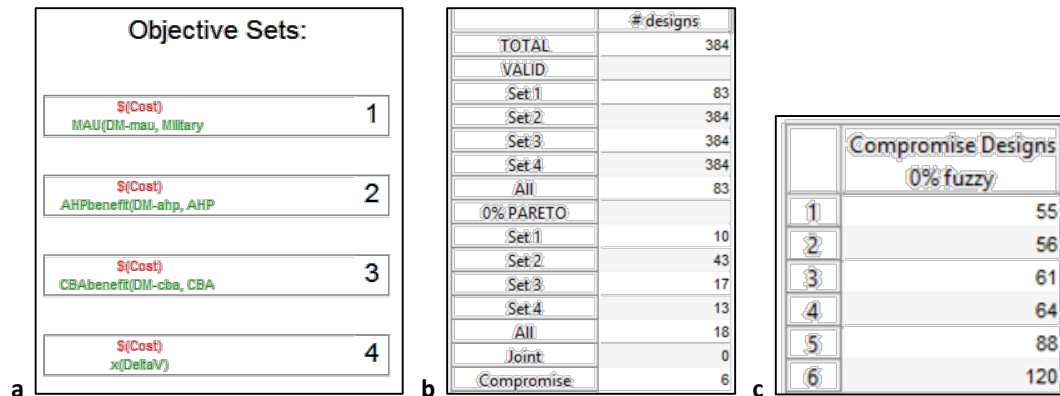 Objective Sets:
$(Cost)
MAU(DM-mau, Military
1
$(Cost)
AHPbenefit(DM-ahp, AHP
2
$(Cost)
CBAbenefit(DM-cba, CBA
3
$(Cost)
x(DeltaV)
4
a
# designs
TOTAL 384
VALID
Set 1 83
Set 2 384
Set 3 384
Set 4 384
All 83
0% PARETO
Set 1 10
Set 2 43
Set 3 17
Set 4 13
All 18
Joint 0
Compromise 6
b
Compromise Designs
0% fuzzy
1 55
2 56
3 61
4 64
5 88
6 120
c